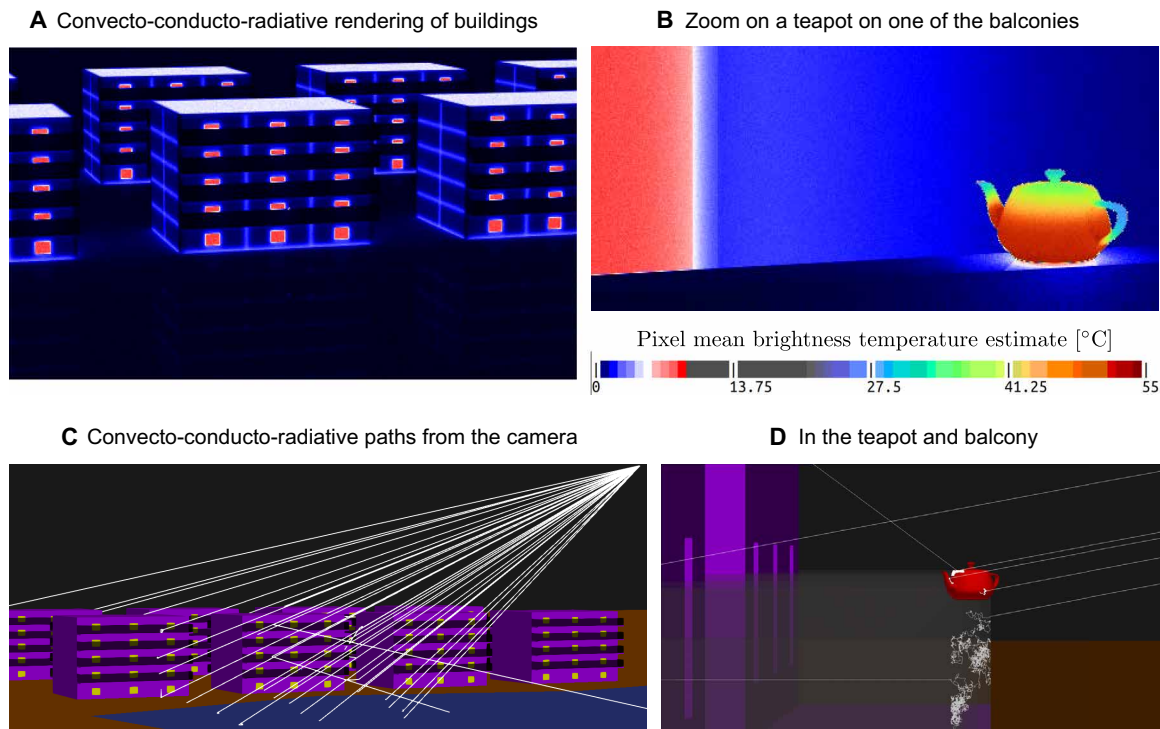 A Convecto-conducto-radiative rendering of buildings
B Zoom on a teapot on one of the balconies
Pixel mean brightness temperature estimate [°C]
0 13.75 27.5 41.25 55
C Convecto-conducto-radiative paths from the camera
D In the teapot and balcony